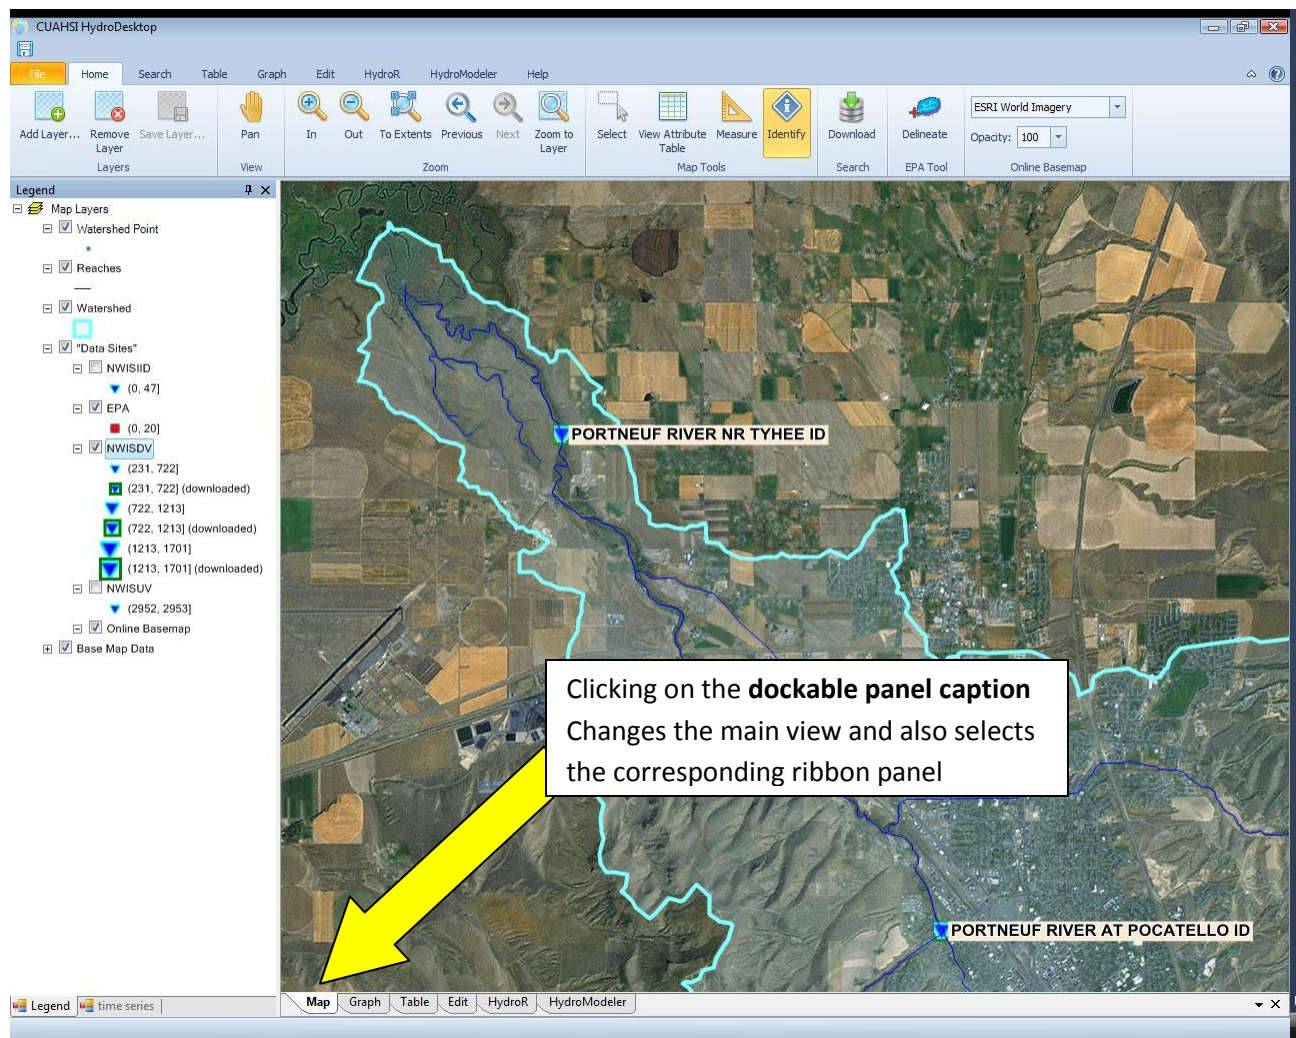 CUAHSI HydroDesktop
File Home Search Table Graph Edit HydroR HydroModeler Help
Add Layer... Remove Layer Save Layer... Pan In Out To Extents Previous Next Zoom to Layer Select View Attribute Table Measure Identify Download Delineate
ESRI World Imagery
Opacity: 100
Layers View Zoom Map Tools Search EPA Tool Online Basemap
Legend
Map Layers
Watershed Point
Reaches
Watershed
"Data Sites"
NWISIID
(0, 47]
EPA
(0, 20]
NWISDV
(231, 722]
(231, 722] (downloaded)
(722, 1213]
(722, 1213] (downloaded)
(1213, 1701]
(1213, 1701] (downloaded)
NWISUV
(2952, 2953]
Online Basemap
Base Map Data
PORTNEUF RIVER NR TYHEE ID
Clicking on the dockable panel caption
Changes the main view and also selects
the corresponding ribbon panel
PORTNEUF RIVER AT POCATELLO ID
Legend time series
Map Graph Table Edit HydroR HydroModeler